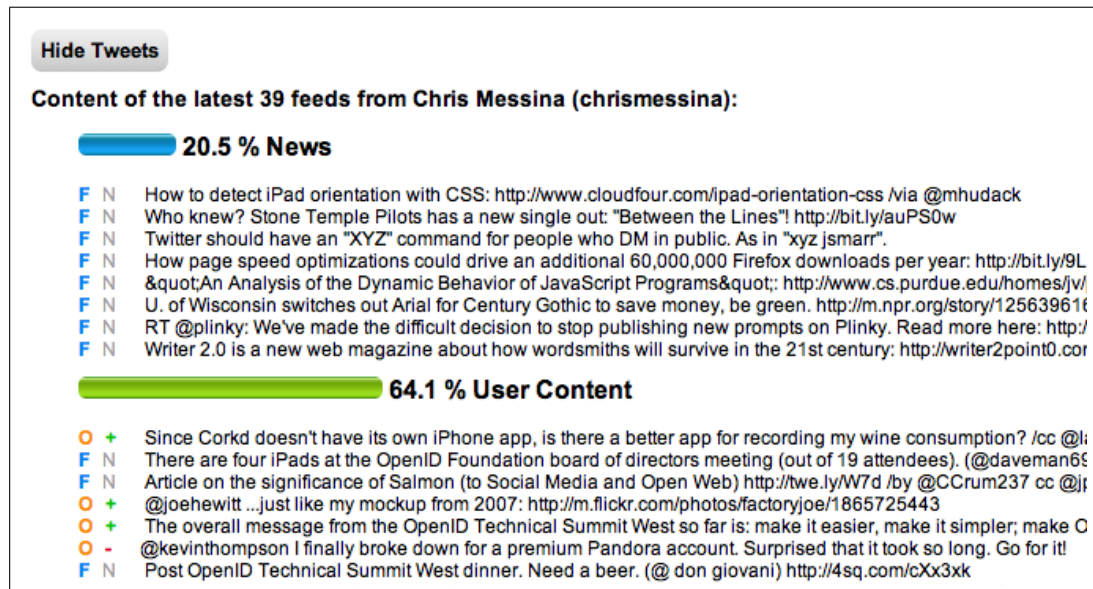 Hide Tweets
Content of the latest 39 feeds from Chris Messina (chrismessina):
20.5 % News
F N How to detect iPad orientation with CSS: http://www.cloudfour.com/ipad-orientation-css /via @mhudack
F N Who knew? Stone Temple Pilots has a new single out: "Between the Lines"! http://bit.ly/auPS0w
F N Twitter should have an "XYZ" command for people who DM in public. As in "xyz jsmarr".
F N How page speed optimizations could drive an additional 60,000,000 Firefox downloads per year: http://bit.ly/9L
F N &quot;An Analysis of the Dynamic Behavior of JavaScript Programs&quot;: http://www.cs.purdue.edu/homes/jv/
F N U. of Wisconsin switches out Arial for Century Gothic to save money, be green. http://m.npr.org/story/125639616
F N RT @plinky: We've made the difficult decision to stop publishing new prompts on Plinky. Read more here: http:/
F N Writer 2.0 is a new web magazine about how wordsmiths will survive in the 21st century: http://writer2point0.com
64.1 % User Content
O + Since Corkd doesn't have its own iPhone app, is there a better app for recording my wine consumption? /cc @la
F N There are four iPads at the OpenID Foundation board of directors meeting (out of 19 attendees). (@daveman69
F N Article on the significance of Salmon (to Social Media and Open Web) http://twe.ly/W7d /by @CCrum237 cc @jp
O + @joehewitt ...just like my mockup from 2007: http://m.flickr.com/photos/factoryjoe/1865725443
O + The overall message from the OpenID Technical Summit West so far is: make it easier, make it simpler; make O
O - @kevinthompson I finally broke down for a premium Pandora account. Surprised that it took so long. Go for it!
F N Post OpenID Technical Summit West dinner. Need a beer. (@ don giovani) http://4sq.com/cXx3xk